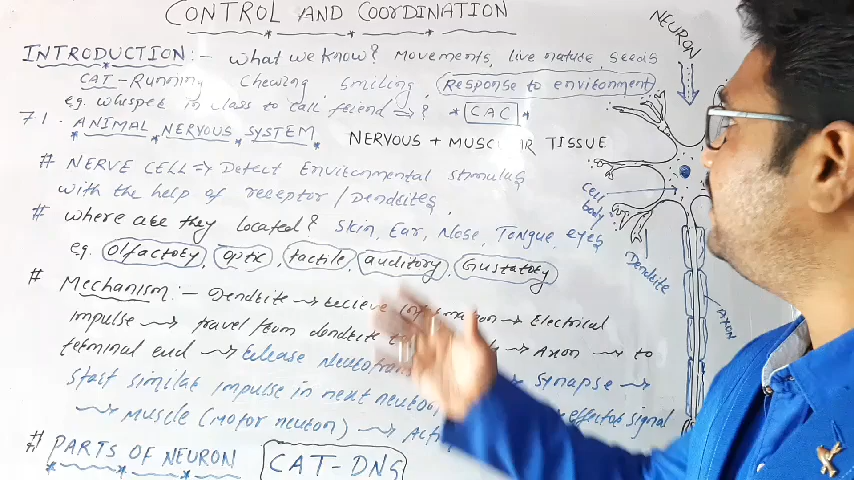 CONTROL AND COORDINATION
INTRODUCTION:- what we know? Movements, live nature, seeds
CAT-Running Chewing Smiling, Response to environment
e.g. whisper in class to call friend ⇒ ? * CAC *
7.1. ANIMAL NERVOUS SYSTEM NERVOUS + MUSCULAR TISSUE
# NERVE CELL ⇒ Detect Environmental stimulus
with the help of receptor / Dendrites,
# where are they located? Skin, Ear, Nose, Tongue, eyes
e.g. Olfactory, optic, tactile, auditory, Gustatory
# Mechanism:- Dendrite → recieve → Electrical
impulse → travel from dendrite → Axon → to
terminal end → Release → Synapse →
Start similar impulse in next neuron
→ Muscle (Motor neuron) → effector signal
# PARTS OF NEURON CAT-DNS
NEURON
Cell
body
Dendrite
AXON